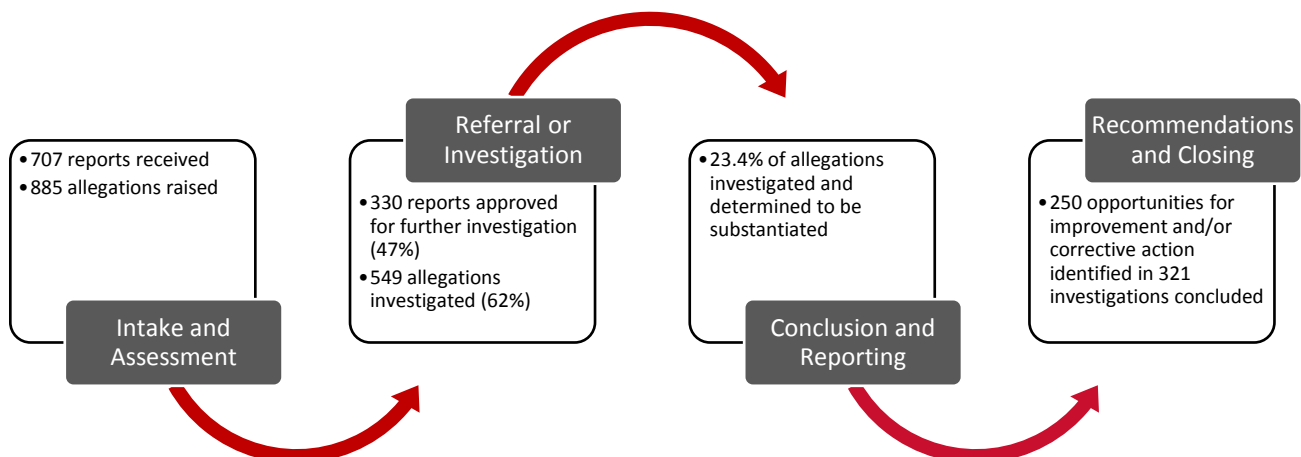 •707 reports received
•885 allegations raised
Intake and
Assessment
Referral or
Investigation
•330 reports approved
for further investigation
(47%)
•549 allegations
investigated (62%)
•23.4% of allegations
investigated and
determined to be
substantiated
Conclusion and
Reporting
Recommendations
and Closing
•250 opportunities for
improvement and/or
corrective action
identified in 321
investigations concluded